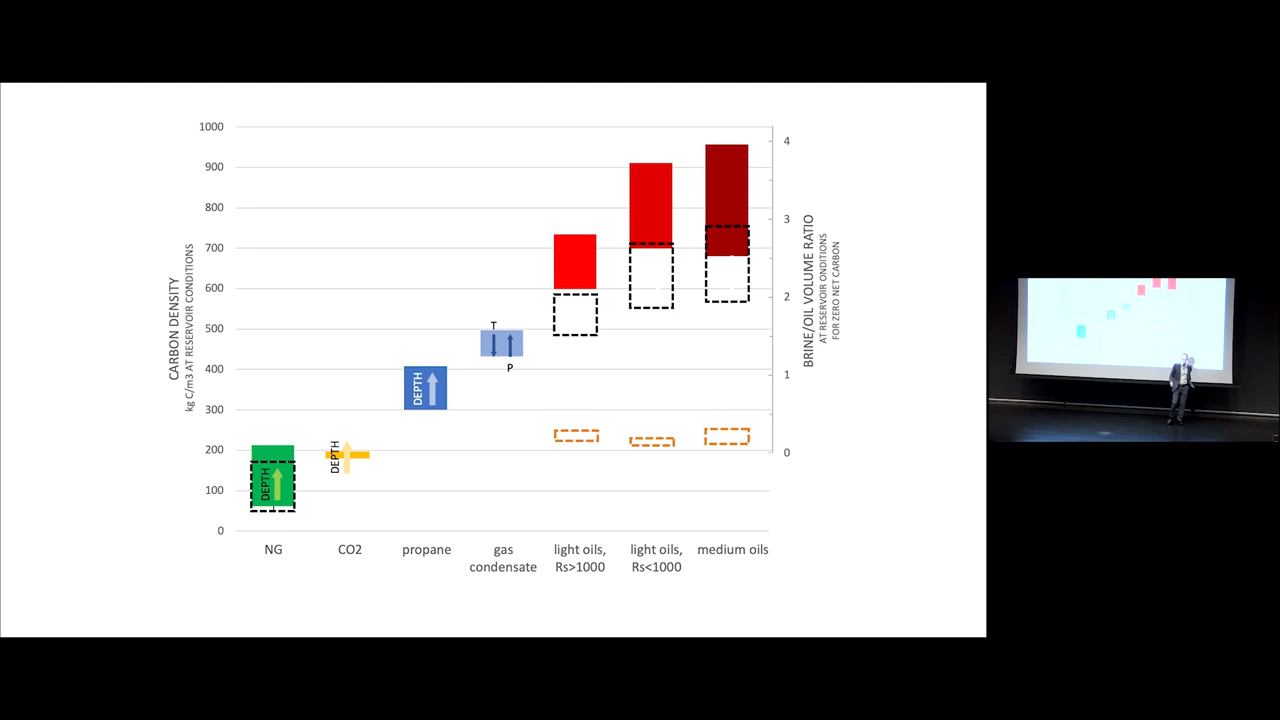 1000
900
800
700
600
500
400
300
200
100
0
CARBON DENSITY
kg C/m3 AT RESERVOIR CONDITIONS
DEPTH
DEPTH
DEPTH
T
P
4
3
2
1
0
BRINE/OIL VOLUME RATIO
AT RESERVOIR ONDITIONS
FOR ZERO NET CARBON
NG
CO2
propane
gas
condensate
light oils,
Rs>1000
light oils,
Rs<1000
medium oils